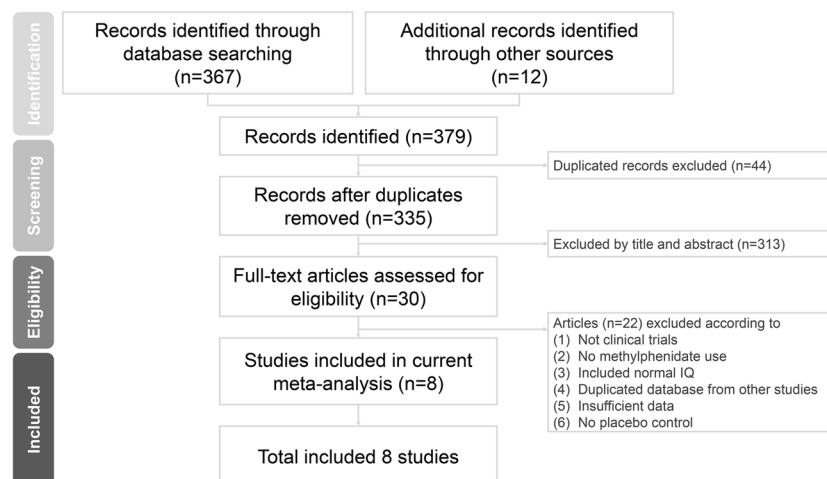 Identification
Records identified through
database searching
(n=367)
Additional records identified
through other sources
(n=12)
Records identified (n=379)
Screening
Duplicated records excluded (n=44)
Records after duplicates
removed (n=335)
Excluded by title and abstract (n=313)
Eligibility
Full-text articles assessed for
eligibility (n=30)
Articles (n=22) excluded according to
(1) Not clinical trials
(2) No methylphenidate use
(3) Included normal IQ
(4) Duplicated database from other studies
(5) Insufficient data
(6) No placebo control
Included
Studies included in current
meta-analysis (n=8)
Total included 8 studies